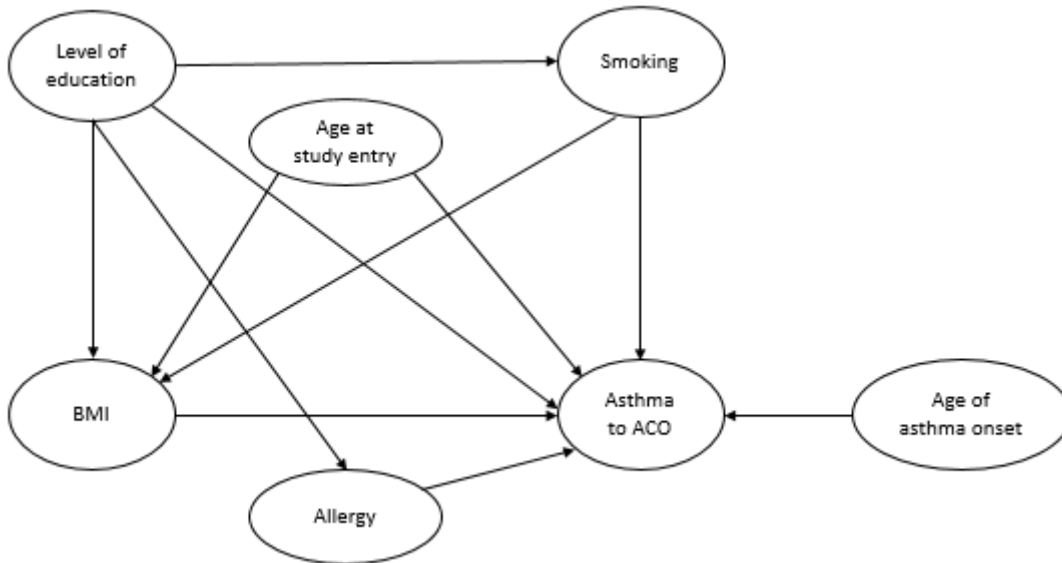 Level of
education
Smoking
Age at
study entry
BMI
Asthma
to ACO
Age of
asthma onset
Allergy